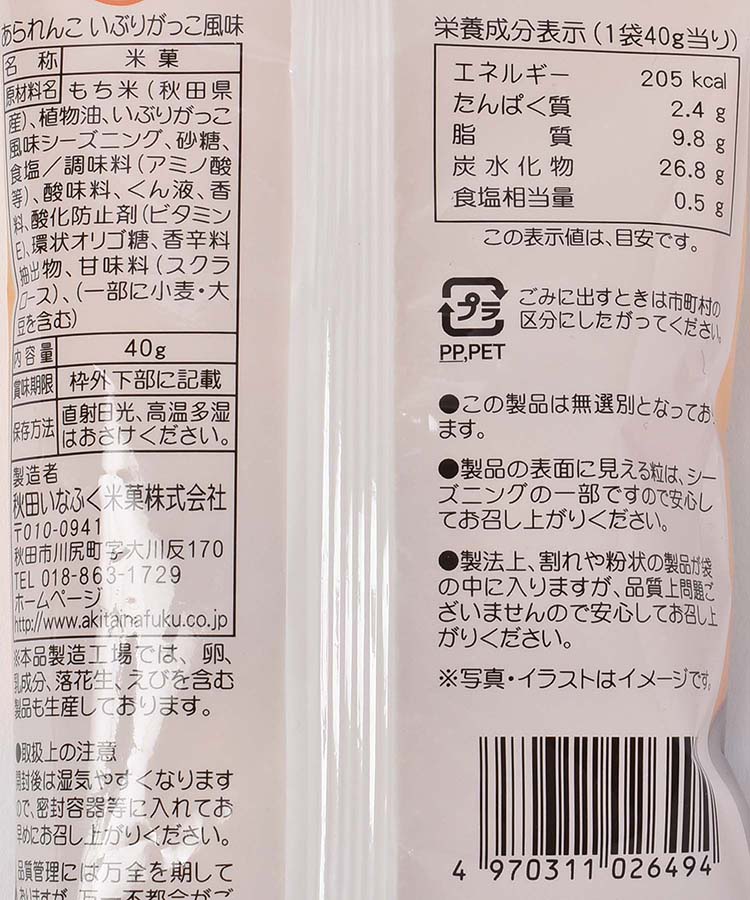 あられんこ いぶりがっこ風味
名称 米菓
原材料名 もち米(秋田県
産)、植物油、いぶりがっこ
風味シーズニング、砂糖、
食塩/調味料(アミノ酸
等)、酸味料、くん液、香
料、酸化防止剤(ビタミン
E)、環状オリゴ糖、香辛料
抽出物、甘味料(スクラ
ロース)、(一部に小麦・大
豆を含む)
内容量 40g
賞味期限 枠外下部に記載
保存方法 直射日光、高温多湿
はおさけください。
製造者
秋田いなふく米菓株式会社
〒010-0941
秋田市川尻町字大川反170
TEL 018-863-1729
ホームページ
http://www.akitainafuku.co.jp
※本品製造工場では、卵、
乳成分、落花生、えびを含む
製品も生産しております。
●取扱上の注意
開封後は湿気やすくなります
ので、密封容器等に入れてお
早めにお召し上がりください。
品質管理には万全を期して
おりますが、万一不都合がご
栄養成分表示(1袋40g当り)
エネルギー 205 kcal
たんぱく質 2.4 g
脂質 9.8 g
炭水化物 26.8 g
食塩相当量 0.5 g
この表示値は、目安です。
プラ
PP,PET
ごみに出すときは市町村の
区分にしたがってください。
●この製品は無選別となってお
ます。
●製品の表面に見える粒は、シー
ズニングの一部ですので安心し
てお召し上がりください。
●製法上、割れや粉状の製品が袋
の中に入りますが、品質上問題ご
ざいませんので安心してお召し上
がりください。
※写真・イラストはイメージです。
4 970311 026494